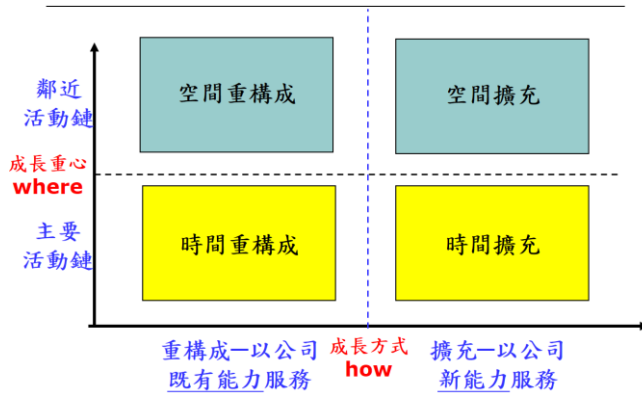 鄰近
活動鏈
空間重構成
空間擴充
成長重心
where
主要
活動鏈
時間重構成
時間擴充
重構成—以公司
既有能力服務
成長方式
how
擴充—以公司
新能力服務